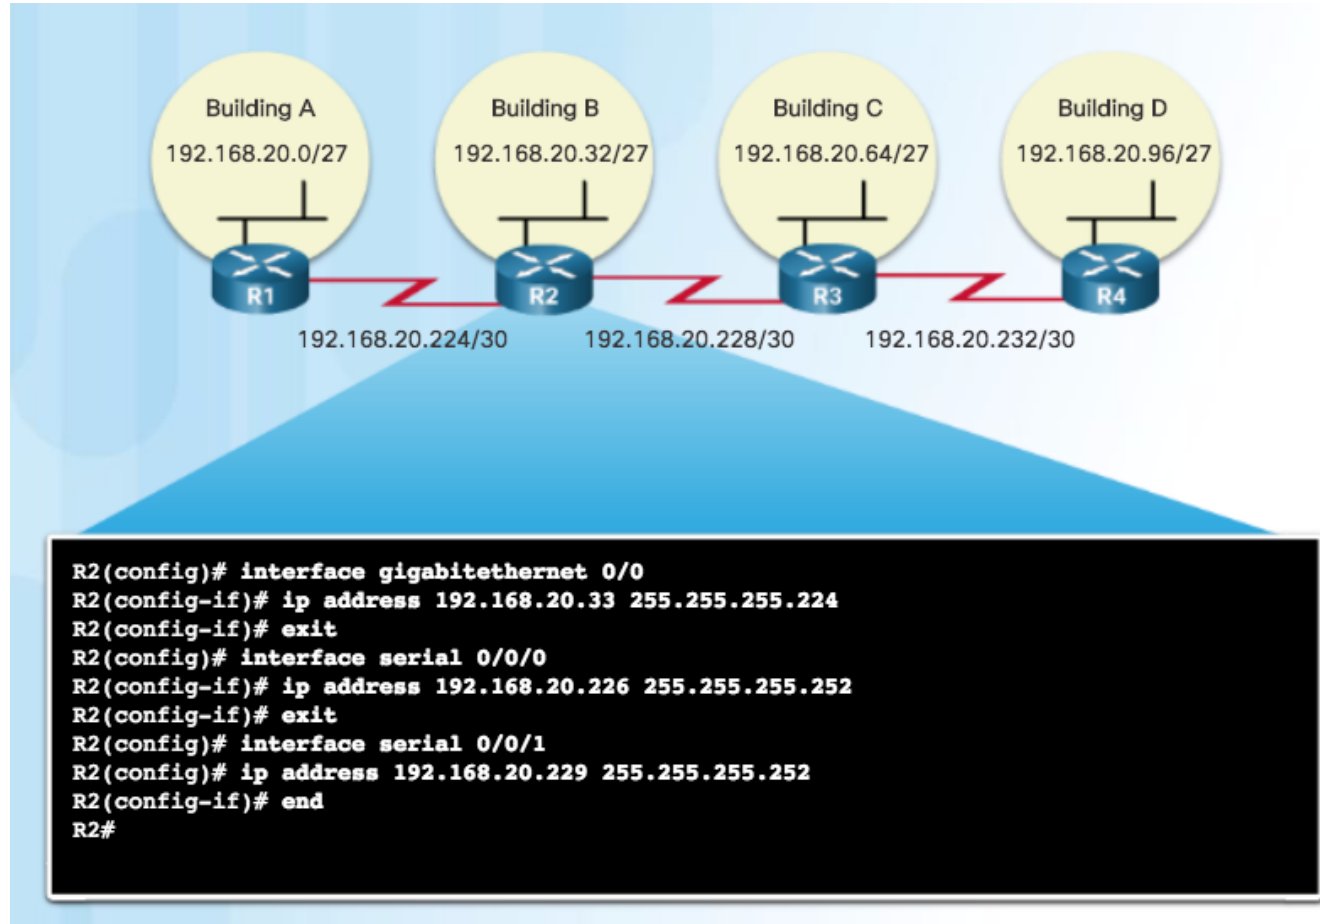 Building A
192.168.20.0/27
Building B
192.168.20.32/27
Building C
192.168.20.64/27
Building D
192.168.20.96/27
R1
R2
R3
R4
192.168.20.224/30
192.168.20.228/30
192.168.20.232/30
R2(config)# interface gigabitethernet 0/0
R2(config-if)# ip address 192.168.20.33 255.255.255.224
R2(config-if)# exit
R2(config)# interface serial 0/0/0
R2(config-if)# ip address 192.168.20.226 255.255.255.252
R2(config-if)# exit
R2(config)# interface serial 0/0/1
R2(config)# ip address 192.168.20.229 255.255.255.252
R2(config-if)# end
R2#